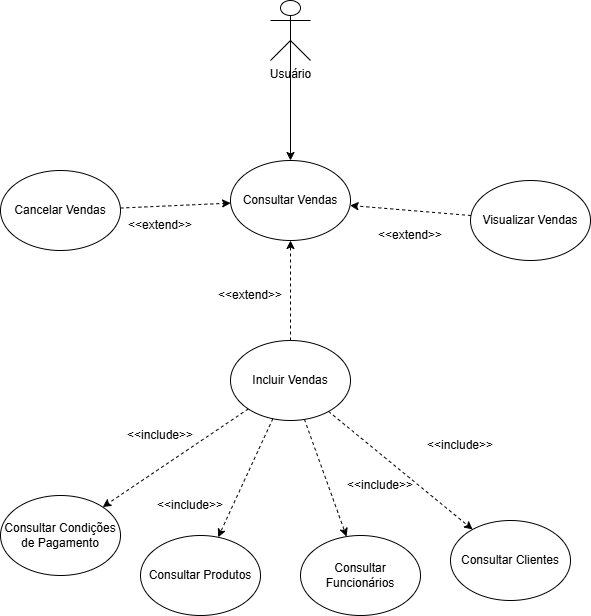 Usuário
Consultar Vendas
Cancelar Vendas
Visualizar Vendas
<<extend>>
<<extend>>
<<extend>>
Incluir Vendas
<<include>>
<<include>>
<<include>>
<<include>>
Consultar Condições
de Pagamento
Consultar Produtos
Consultar
Funcionários
Consultar Clientes